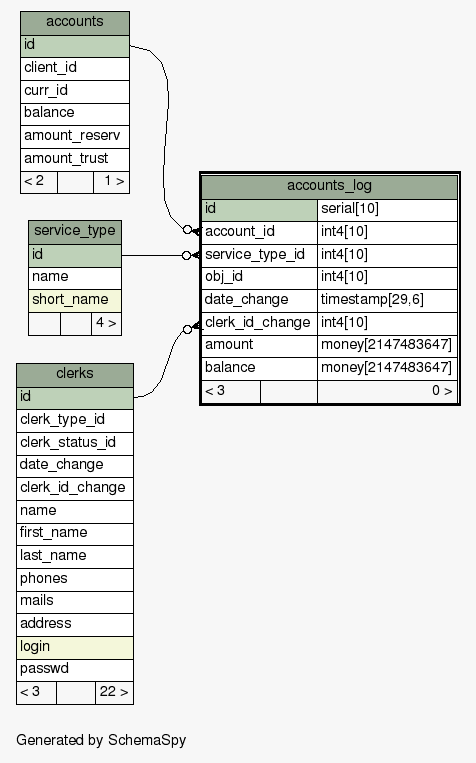 accounts
id
client_id
curr_id
balance
amount_reserv
amount_trust
< 2 1 >
service_type
id
name
short_name
4 >
clerks
id
clerk_type_id
clerk_status_id
date_change
clerk_id_change
name
first_name
last_name
phones
mails
address
login
passwd
< 3 22 >
accounts_log
id serial[10]
account_id int4[10]
service_type_id int4[10]
obj_id int4[10]
date_change timestamp[29,6]
clerk_id_change int4[10]
amount money[2147483647]
balance money[2147483647]
< 3 0 >
Generated by SchemaSpy